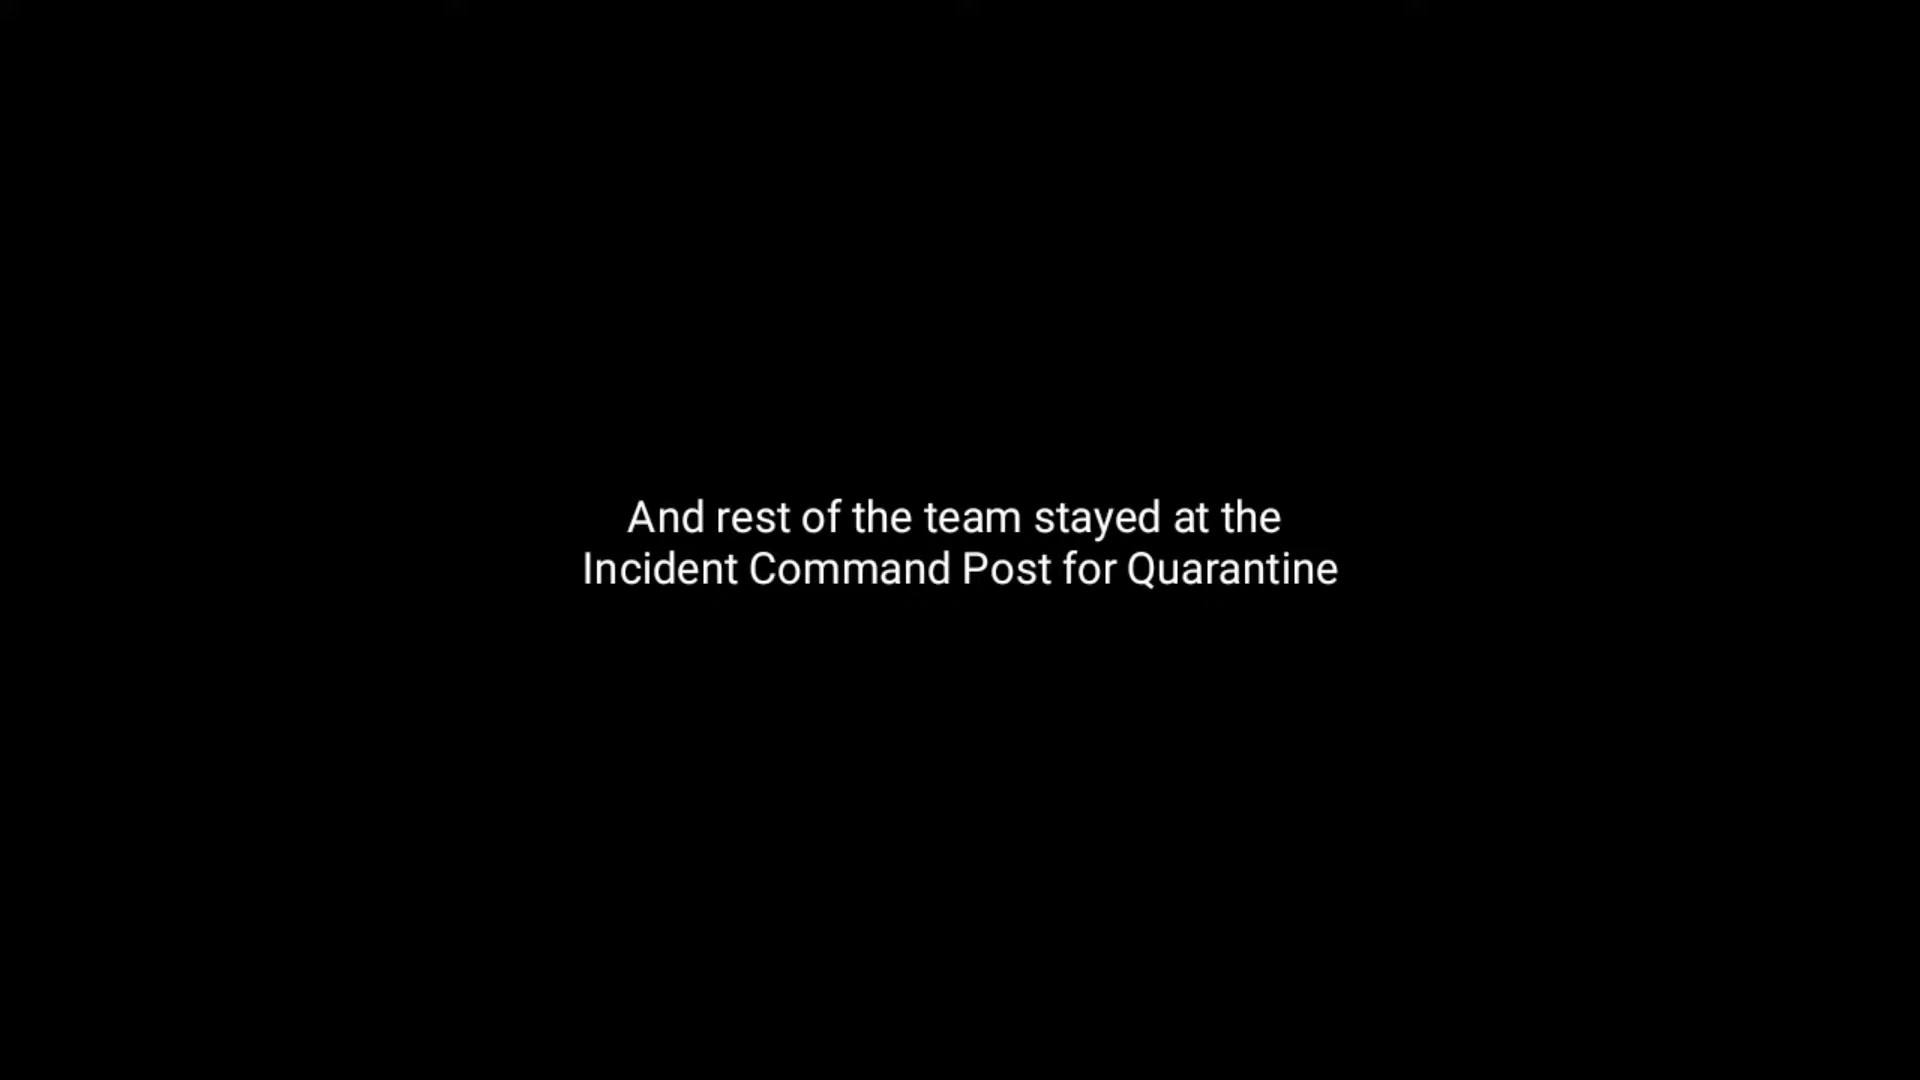 And rest of the team stayed at the
Incident Command Post for Quarantine